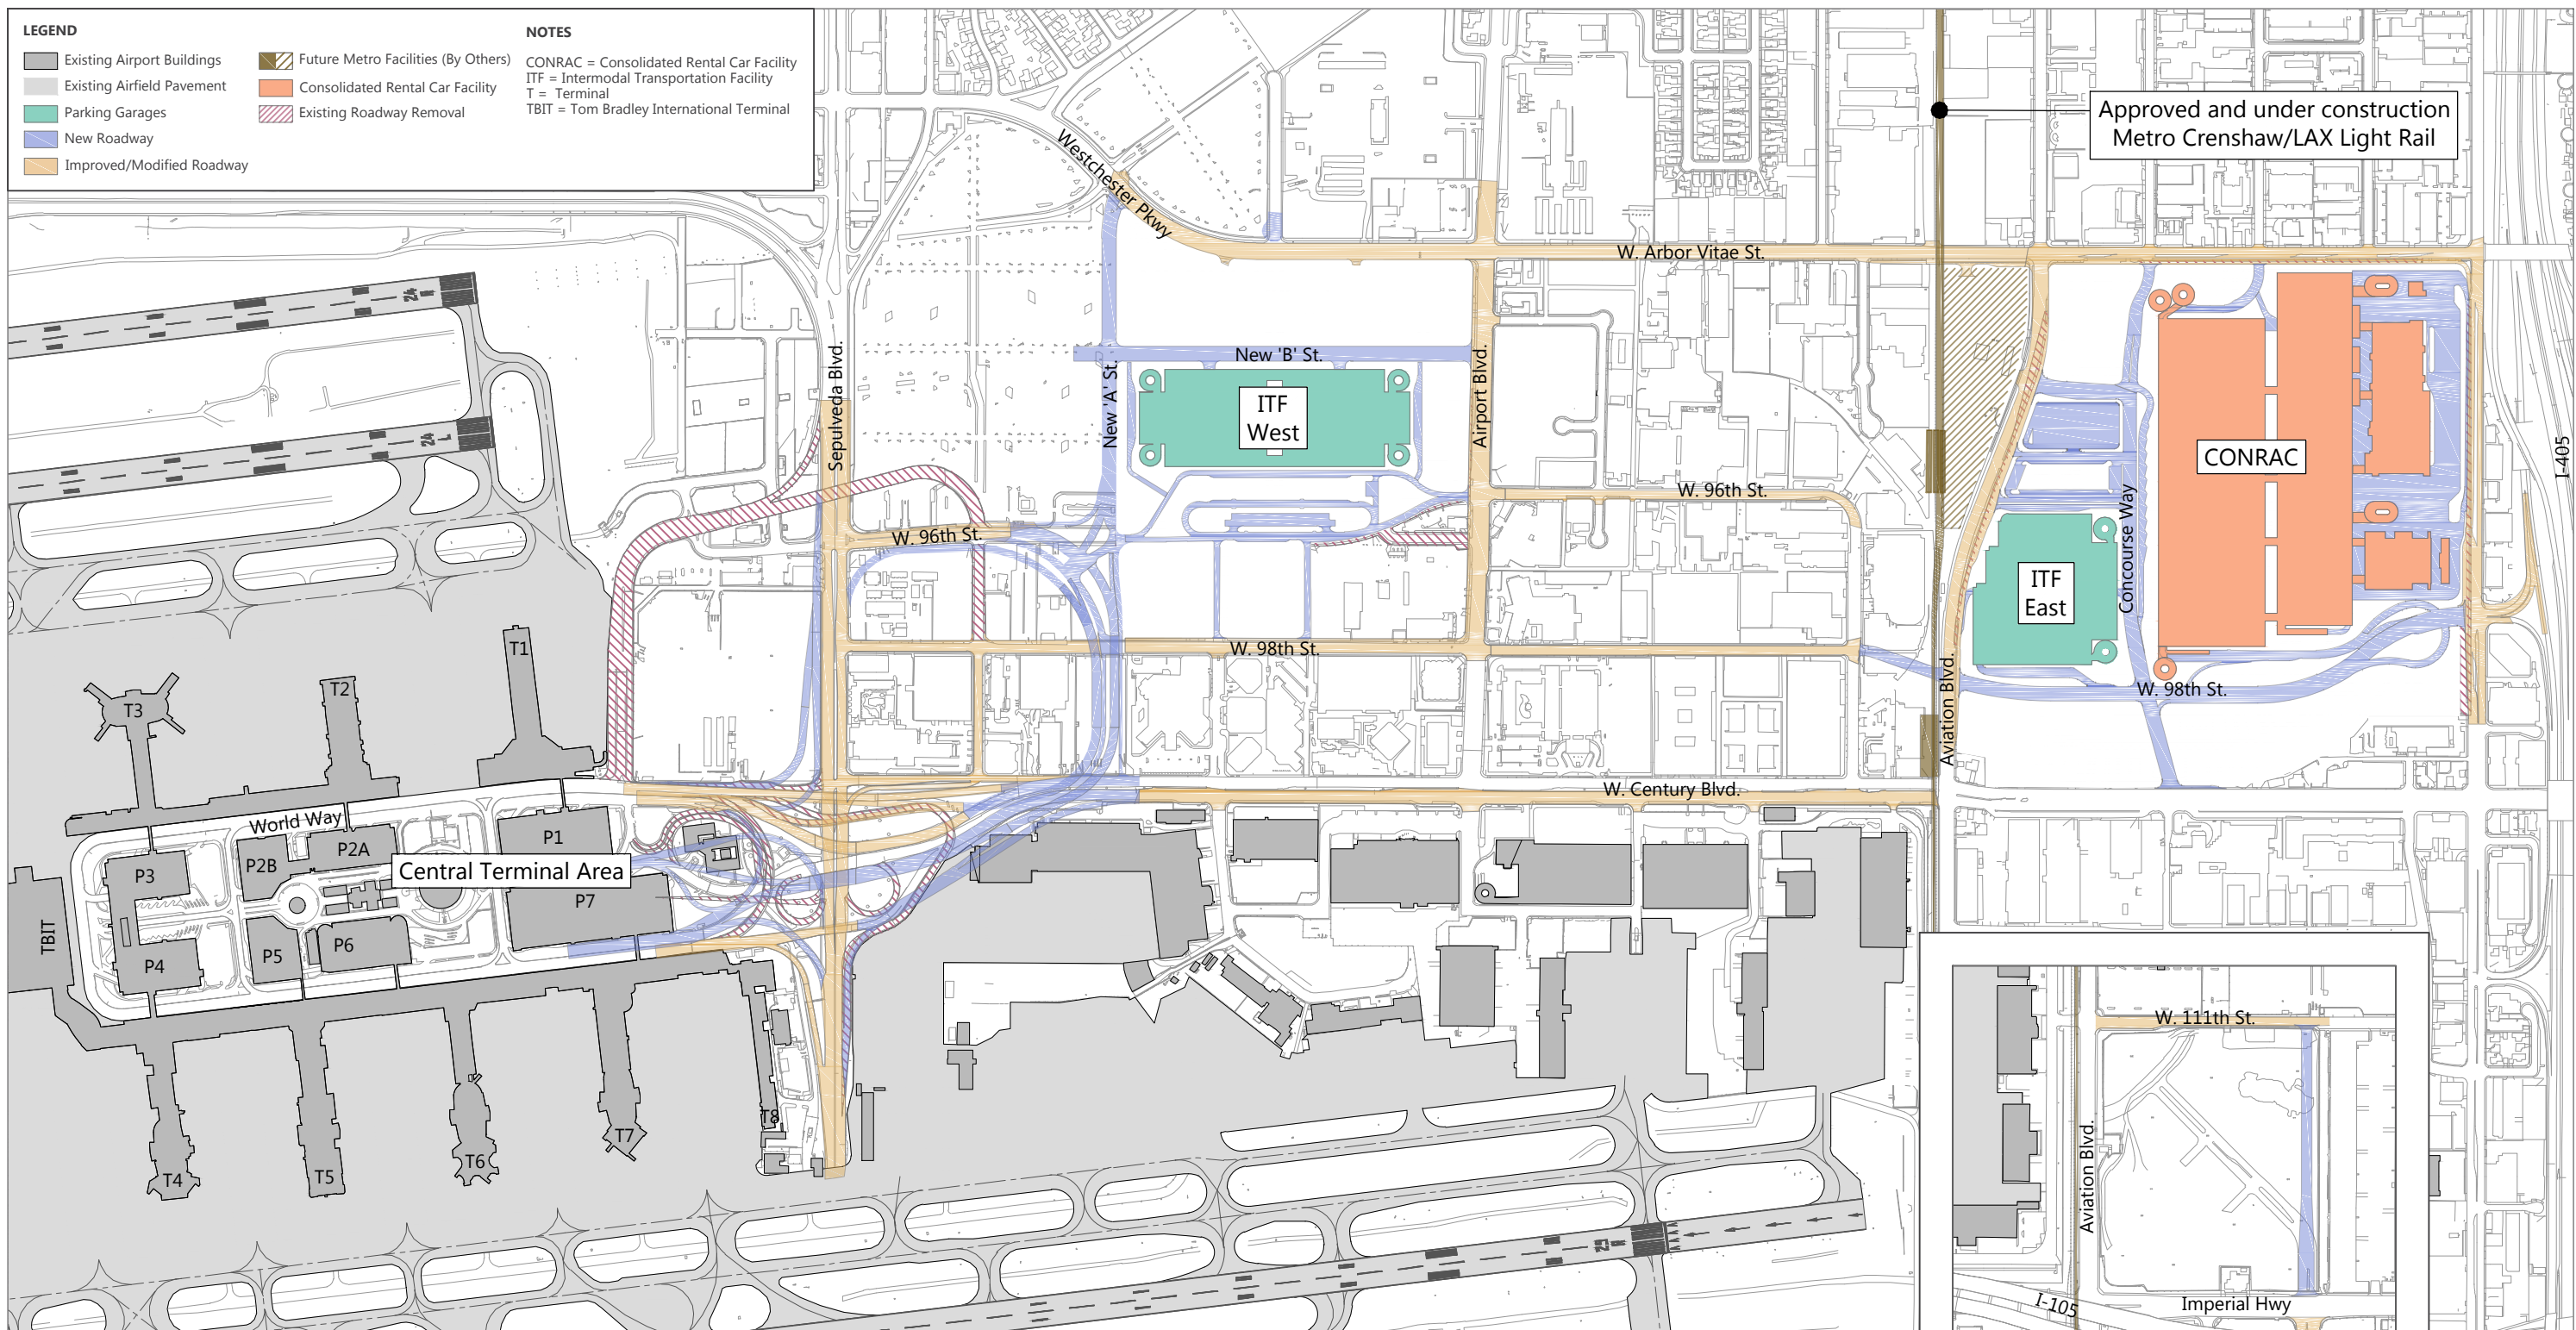 LEGEND
Existing Airport Buildings
Existing Airfield Pavement
Parking Garages
New Roadway
Improved/Modified Roadway
Future Metro Facilities (By Others)
Consolidated Rental Car Facility
Existing Roadway Removal
NOTES
CONRAC = Consolidated Rental Car Facility
ITF = Intermodal Transportation Facility
T = Terminal
TBIT = Tom Bradley International Terminal
Approved and under construction
Metro Crenshaw/LAX Light Rail
Westchester Pkwy
W. Arbor Vitae St.
24
R
24
L
Sepulveda Blvd.
New 'A' St.
New 'B' St.
ITF
West
Airport Blvd.
W. 96th St.
W. 96th St.
CONRAC
I-405
Concourse Way
ITF
East
W. 98th St.
W. 98th St.
Aviation Blvd.
W. Century Blvd.
T1
T2
T3
World Way
P1
P2A
P2B
P3
Central Terminal Area
P7
P6
P5
P4
TBIT
T8
T7
T6
T5
T4
W. 111th St.
Aviation Blvd.
I-105
Imperial Hwy